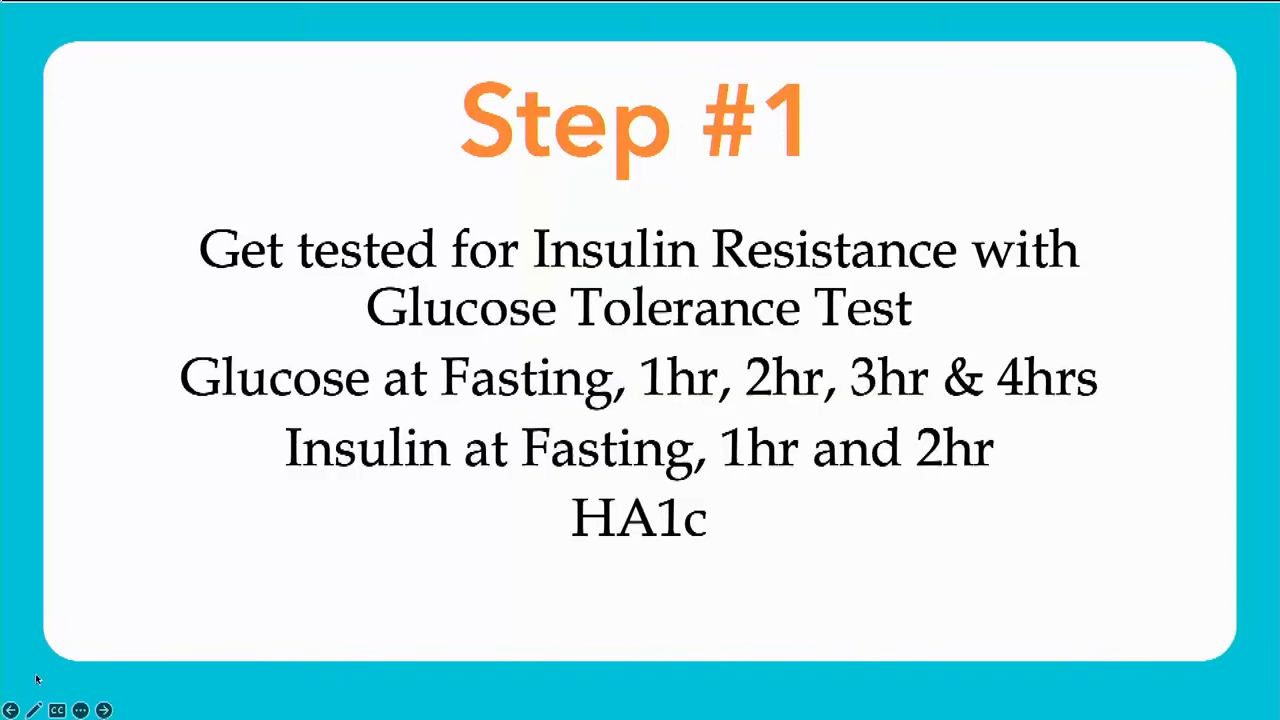 Step #1
Get tested for Insulin Resistance with
Glucose Tolerance Test
Glucose at Fasting, 1hr, 2hr, 3hr & 4hrs
Insulin at Fasting, 1hr and 2hr
HA1c
CC